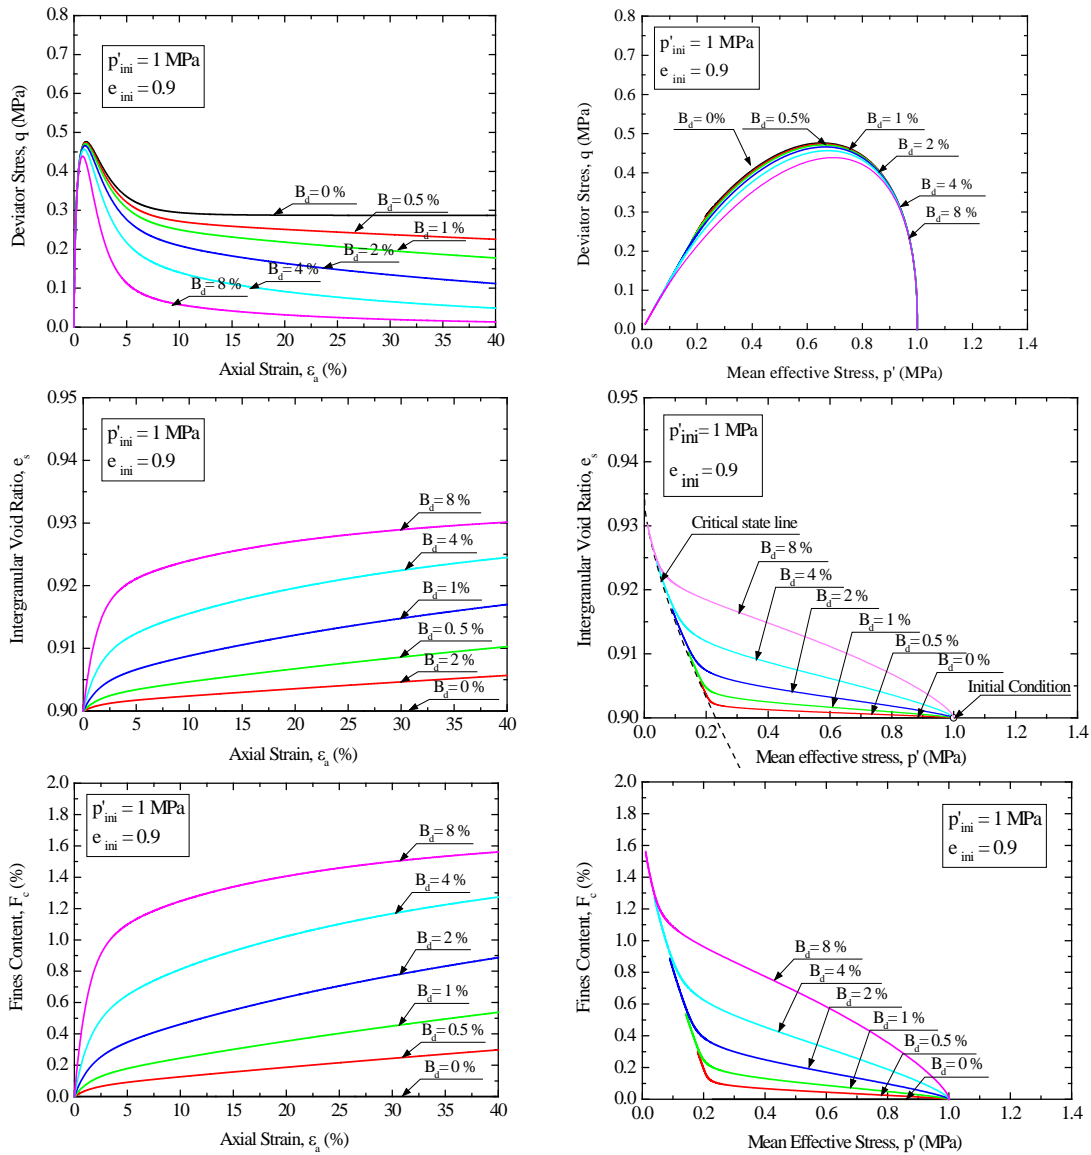 0.8
0.7
0.6
0.5
0.4
0.3
0.2
0.1
0.0
Deviator Stres, q (MPa)
p'ini = 1 MPa
e ini = 0.9
Bd= 0 %
Bd= 0.5 %
Bd= 1 %
Bd= 2 %
Bd= 4 %
Bd= 8 %
0 5 10 15 20 25 30 35 40
Axial Strain, εa (%)
0.8
0.7
0.6
0.5
0.4
0.3
0.2
0.1
0.0
Deviator Stres, q (MPa)
p'ini = 1 MPa
e ini = 0.9
Bd= 0%
Bd= 0.5%
Bd= 1 %
Bd= 2 %
Bd= 4 %
Bd= 8 %
0.0 0.2 0.4 0.6 0.8 1.0 1.2 1.4
Mean effective Stress, p' (MPa)
0.95
0.94
0.93
0.92
0.91
0.90
Intergranular Void Ratio, es
p'ini = 1 MPa
e ini = 0.9
Bd= 8 %
Bd= 4 %
Bd= 1%
Bd= 0.5 %
Bd= 2 %
Bd= 0 %
0 5 10 15 20 25 30 35 40
Axial Strain, εa (%)
0.95
0.94
0.93
0.92
0.91
0.90
Intergranular Void Ratio, es
p'ini= 1 MPa
e ini = 0.9
Critical state line
Bd= 8 %
Bd= 4 %
Bd= 2 %
Bd= 1 %
Bd= 0.5 %
Bd= 0 %
Initial Condition
0.0 0.2 0.4 0.6 0.8 1.0 1.2 1.4
Mean effective stress, p' (MPa)
2.0
1.8
1.6
1.4
1.2
1.0
0.8
0.6
0.4
0.2
0.0
Fines Content, Fc (%)
p'ini = 1 MPa
e ini = 0.9
Bd= 8 %
Bd= 4 %
Bd= 2 %
Bd= 1 %
Bd= 0.5 %
Bd= 0 %
0 5 10 15 20 25 30 35 40
Axial Strain, εa (%)
2.0
1.8
1.6
1.4
1.2
1.0
0.8
0.6
0.4
0.2
0.0
Fines Content, Fc (%)
p'ini = 1 MPa
e ini = 0.9
Bd= 8 %
Bd= 4 %
Bd= 2 %
Bd= 1 %
Bd= 0.5 %
Bd= 0 %
0.0 0.2 0.4 0.6 0.8 1.0 1.2 1.4
Mean Effective Stress, p' (MPa)